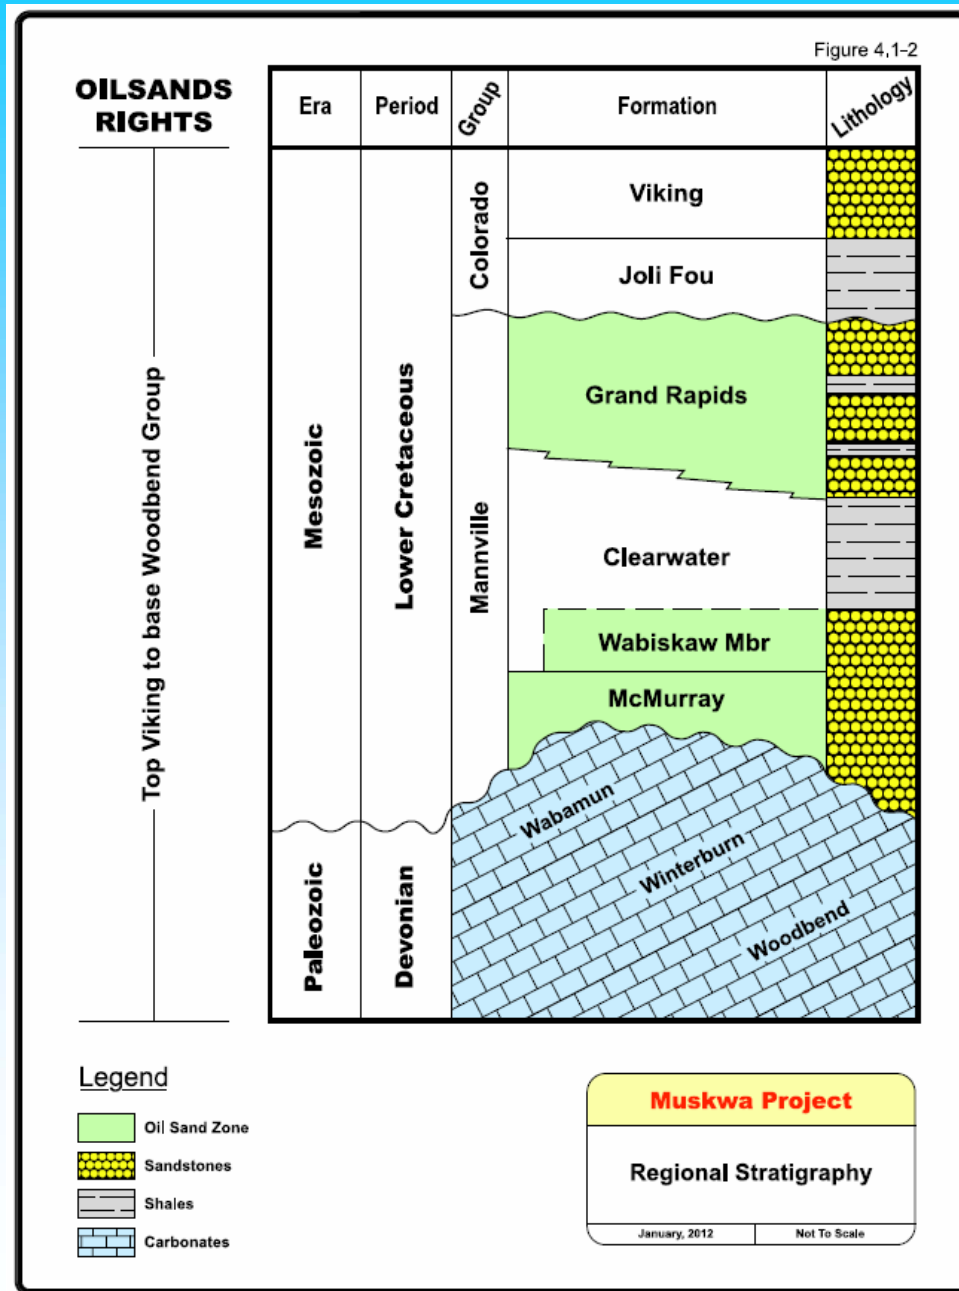 Figure 4.1-2
OILSANDS
RIGHTS
Era
Period
Group
Formation
Lithology
Top Viking to base Woodbend Group
Mesozoic
Paleozoic
Lower Cretaceous
Devonian
Colorado
Mannville
Viking
Joli Fou
Grand Rapids
Clearwater
Wabiskaw Mbr
McMurray
Wabamun
Winterburn
Woodbend
Legend
Oil Sand Zone
Sandstones
Shales
Carbonates
Muskwa Project
Regional Stratigraphy
January, 2012
Not To Scale